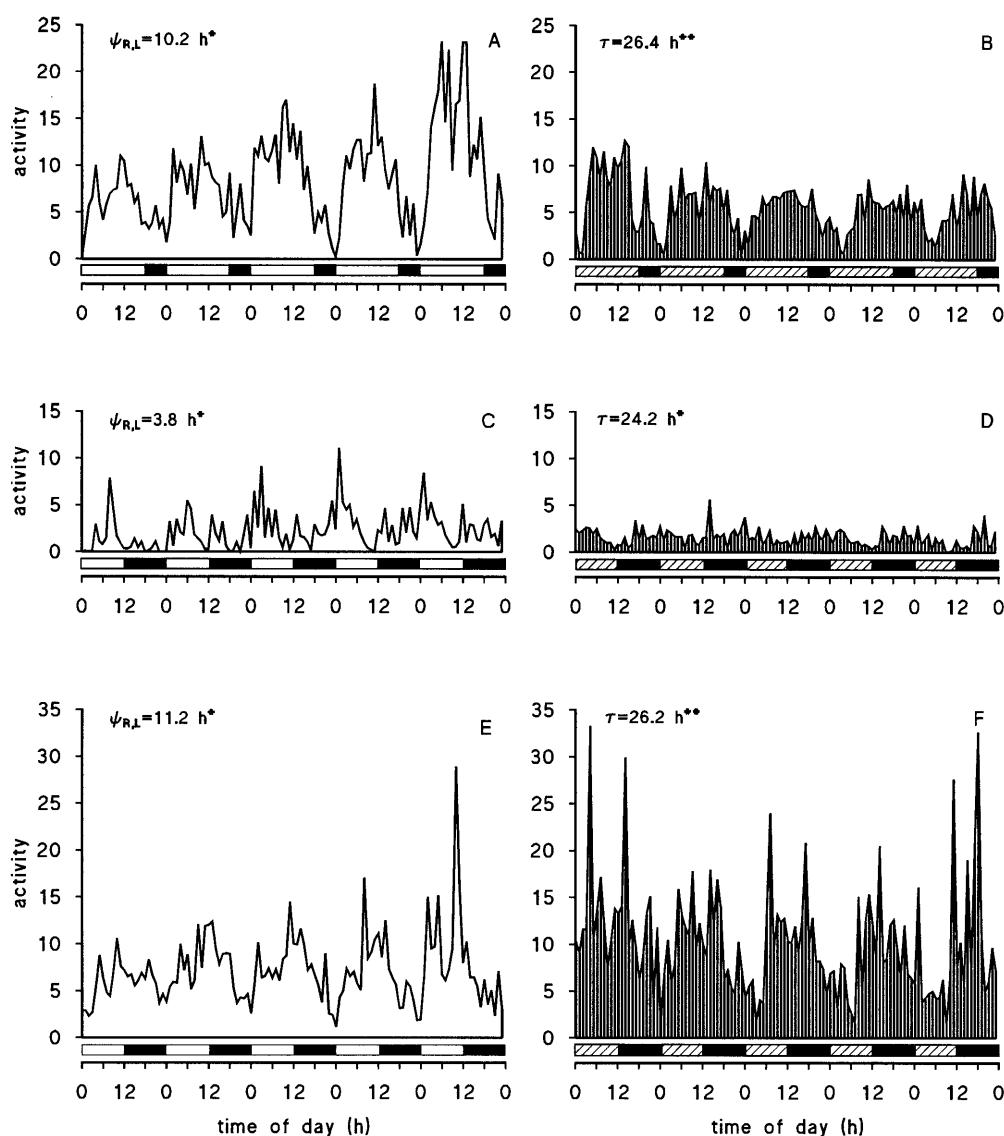 ψR,L=10.2 h*
A
25
20
15
10
5
0
activity
0 12 0 12 0 12 0 12 0 12 0
τ=26.4 h**
B
25
20
15
10
5
0
0 12 0 12 0 12 0 12 0 12 0
ψR,L=3.8 h*
C
15
10
5
0
activity
0 12 0 12 0 12 0 12 0 12 0
τ=24.2 h*
D
15
10
5
0
0 12 0 12 0 12 0 12 0 12 0
ψR,L=11.2 h*
E
35
30
25
20
15
10
5
0
activity
0 12 0 12 0 12 0 12 0 12 0
time of day (h)
τ=26.2 h**
F
35
30
25
20
15
10
5
0
0 12 0 12 0 12 0 12 0 12 0
time of day (h)